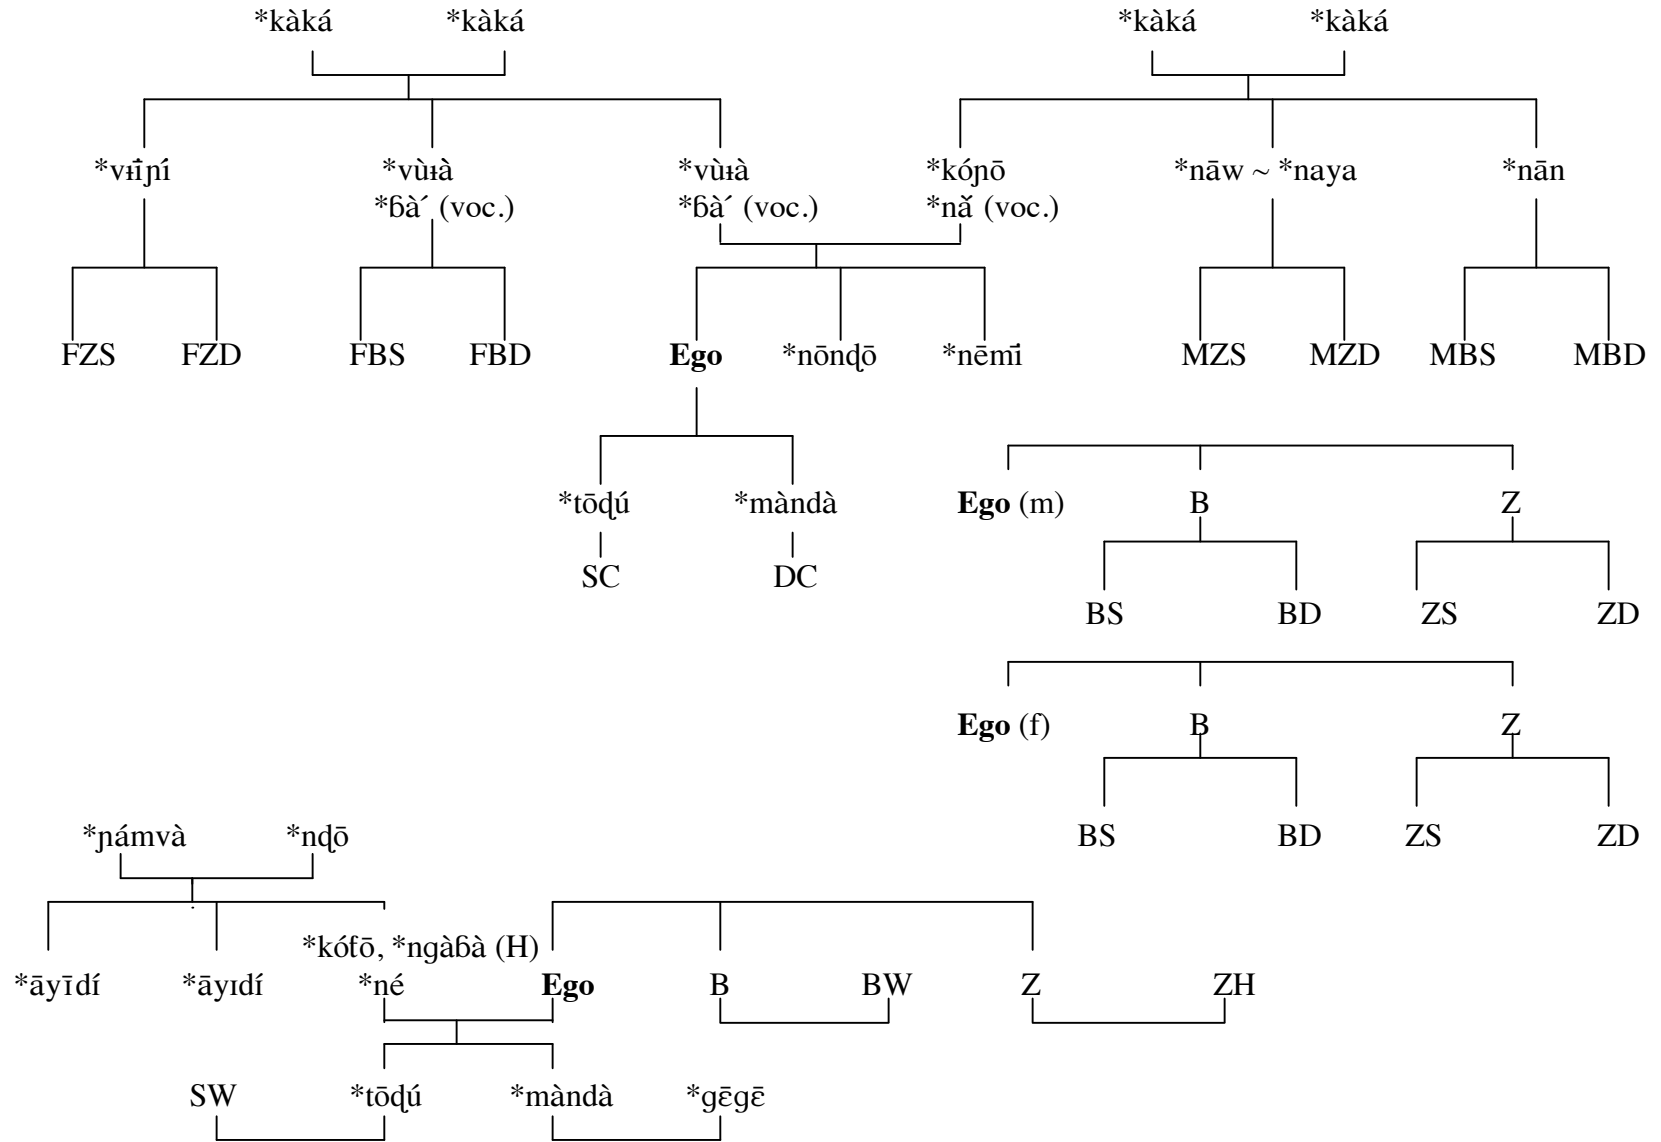 *kàká *kàká *kàká *kàká
*vɨɨ̄ɲí *vùɨà *vùɨà *kóɲō *nāw ~ *naya *nān
*ɓà´ (voc.) *ɓà´ (voc.) *nǎ (voc.)
FZS FZD FBS FBD Ego *nōnɖō *nēmɨ̄ MZS MZD MBS MBD
*tōɖú *màndà Ego (m) B Z
SC DC
BS BD ZS ZD
Ego (f) B Z
*ɲámvà *nɖō BS BD ZS ZD
*kófō, *ngàɓà (H)
*āyīdí *āyɪdí *né Ego B BW Z ZH
SW *tōɖú *màndà *gɛ̄gɛ̄